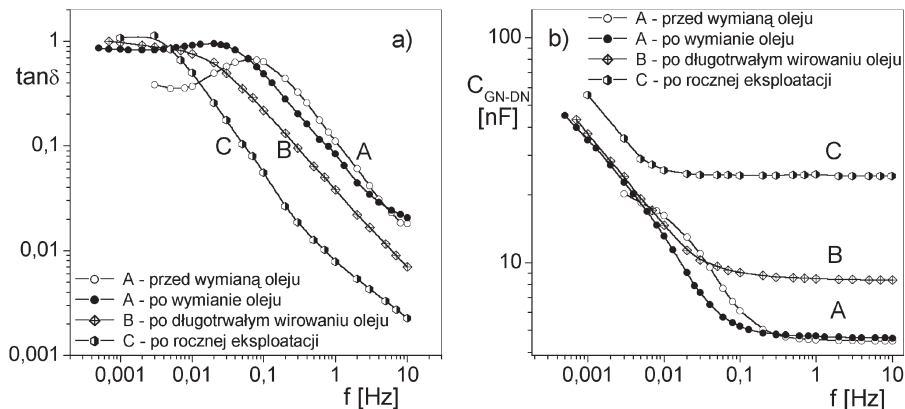 a)
1
tanδ
0,1
0,01
0,001
C
B
A
A - przed wymianą oleju
A - po wymianie oleju
B - po długotrwałym wirowaniu oleju
C - po rocznej eksploatacji
0,001 0,01 0,1 1 10
f [Hz]
b)
A - przed wymianą oleju
A - po wymianie oleju
B - po długotrwałym wirowaniu oleju
C - po rocznej eksploatacji
100
C GN-DN
[nF]
10
C
B
A
0,001 0,01 0,1 1 10
f [Hz]